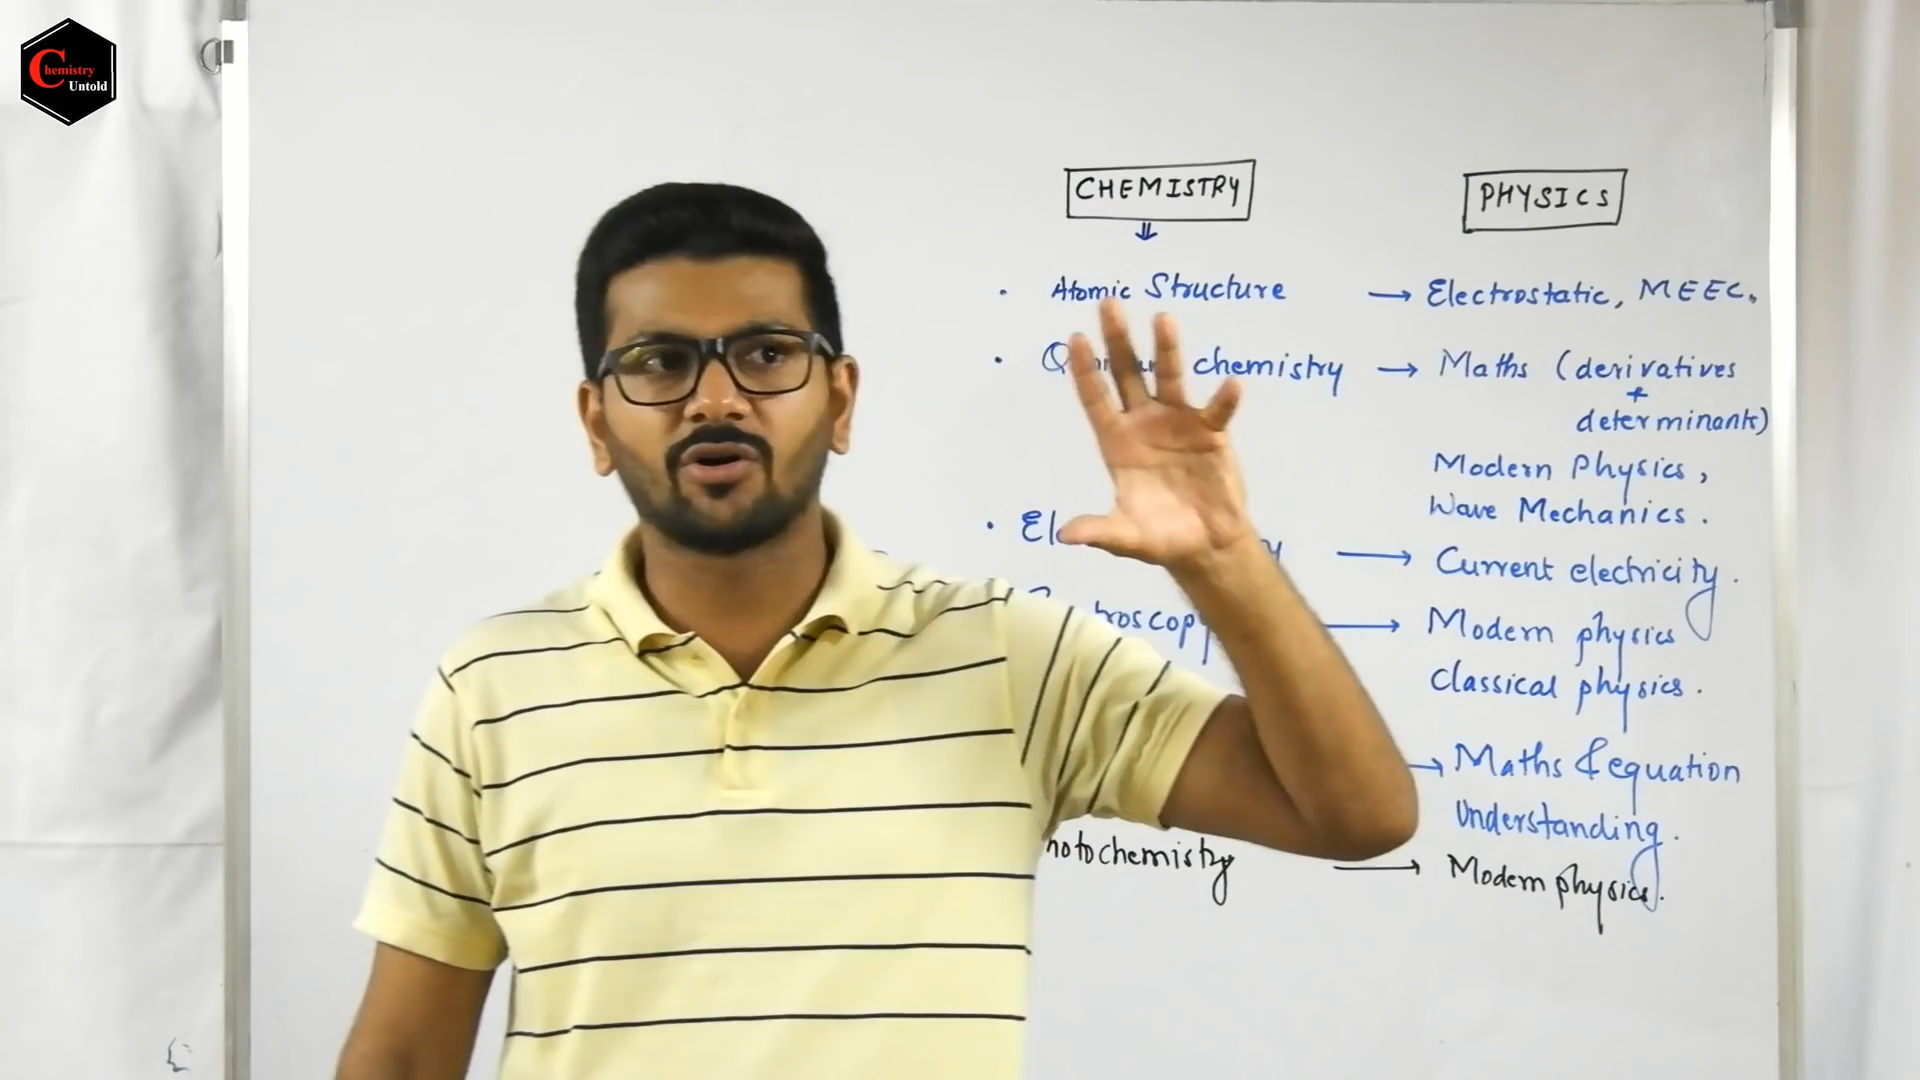 Chemistry
Untold
CHEMISTRY
PHYSICS
• Atomic Structure → Electrostatic, MEEC.
• chemistry → Maths (derivatives
+
determinants)
Modern Physics,
Wave Mechanics.
• → Current electricity.
→ Modern physics
Classical physics.
→ Maths & equation
Understanding.
→ Modern physics.